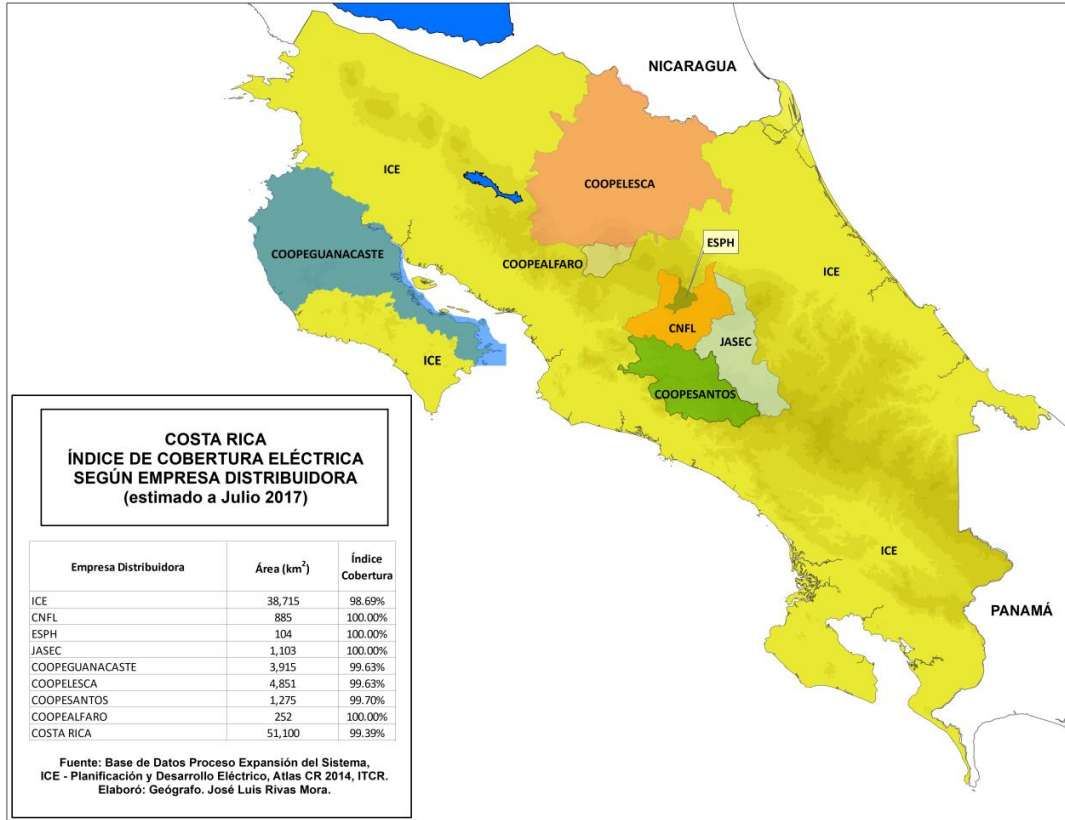 NICARAGUA
ICE
COOPELESCA
ESPH
COOPEGUANACASTE
COOPEALFARO
ICE
CNFL
JASEC
ICE
COOPESANTOS
ICE
PANAMÁ
COSTA RICA
ÍNDICE DE COBERTURA ELÉCTRICA
SEGÚN EMPRESA DISTRIBUIDORA
(estimado a Julio 2017)
Empresa Distribuidora Área (km²) Índice Cobertura
ICE 38,715 98.69%
CNFL 885 100.00%
ESPH 104 100.00%
JASEC 1,103 100.00%
COOPEGUANACASTE 3,915 99.63%
COOPELESCA 4,851 99.63%
COOPESANTOS 1,275 99.70%
COOPEALFARO 252 100.00%
COSTA RICA 51,100 99.39%
Fuente: Base de Datos Proceso Expansión del Sistema,
ICE - Planificación y Desarrollo Eléctrico, Atlas CR 2014, ITCR.
Elaboró: Geógrafo. José Luis Rivas Mora.